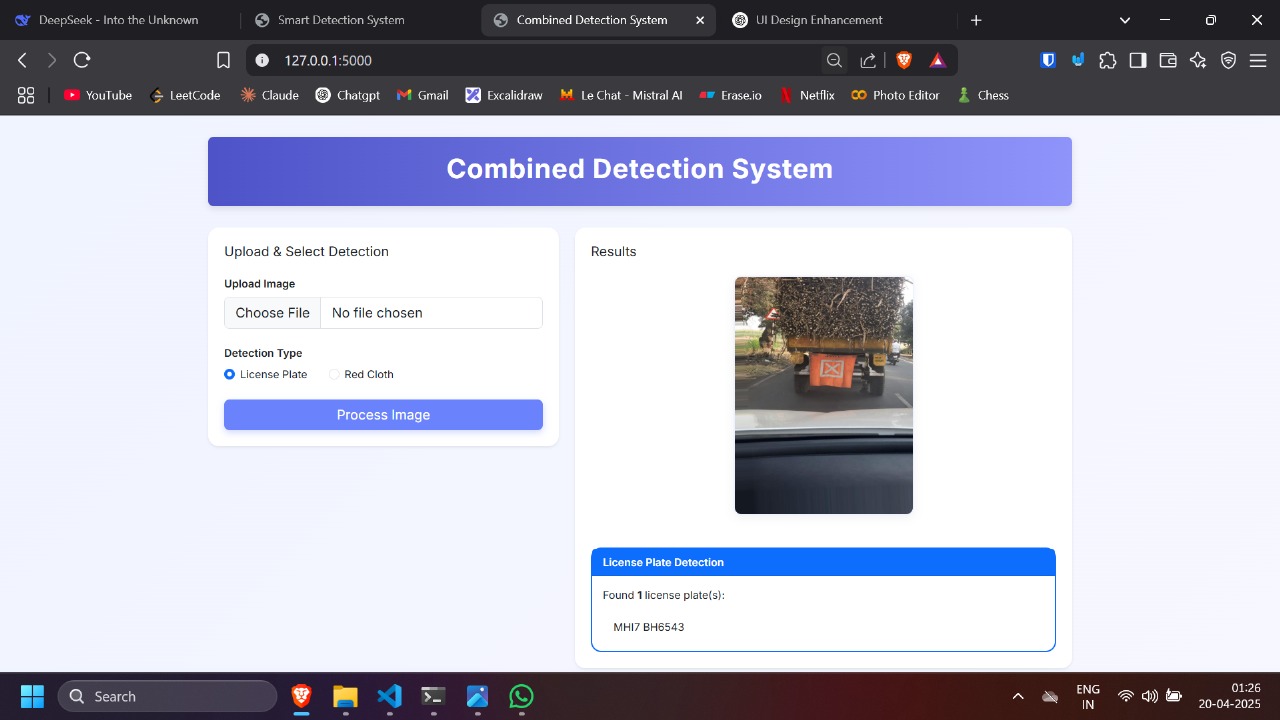 DeepSeek - Into the Unknown
Smart Detection System
Combined Detection System
UI Design Enhancement
127.0.0.1:5000
YouTube
LeetCode
Claude
Chatgpt
Gmail
Excalidraw
Le Chat - Mistral AI
Erase.io
Netflix
Photo Editor
Chess
Combined Detection System
Upload & Select Detection
Upload Image
Choose File No file chosen
Detection Type
License Plate Red Cloth
Process Image
Results
License Plate Detection
Found 1 license plate(s):
MHI7 BH6543
Search
ENG
IN
01:26
20-04-2025